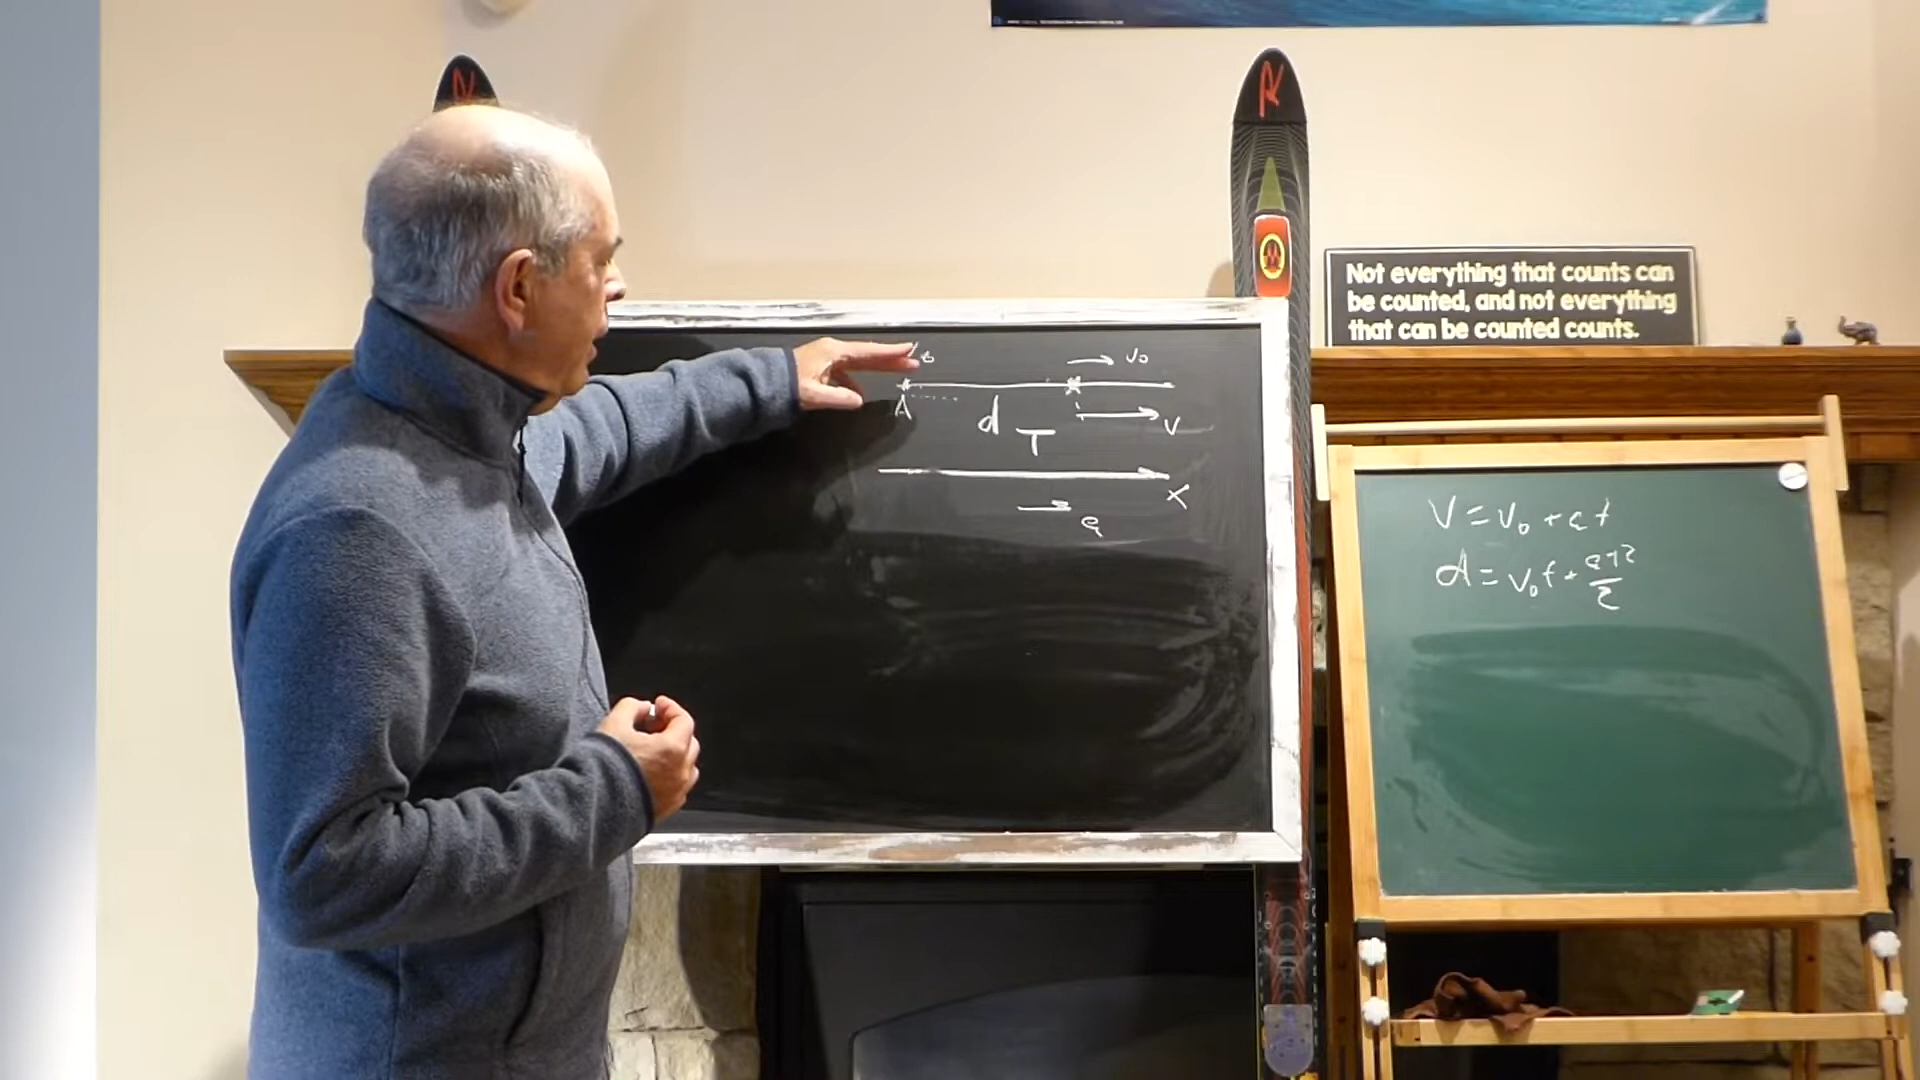 v₀
A
d
T
v
x
a
Not everything that counts can
be counted, and not everything
that can be counted counts.
v = v₀ + at
d = v₀t + at²/2